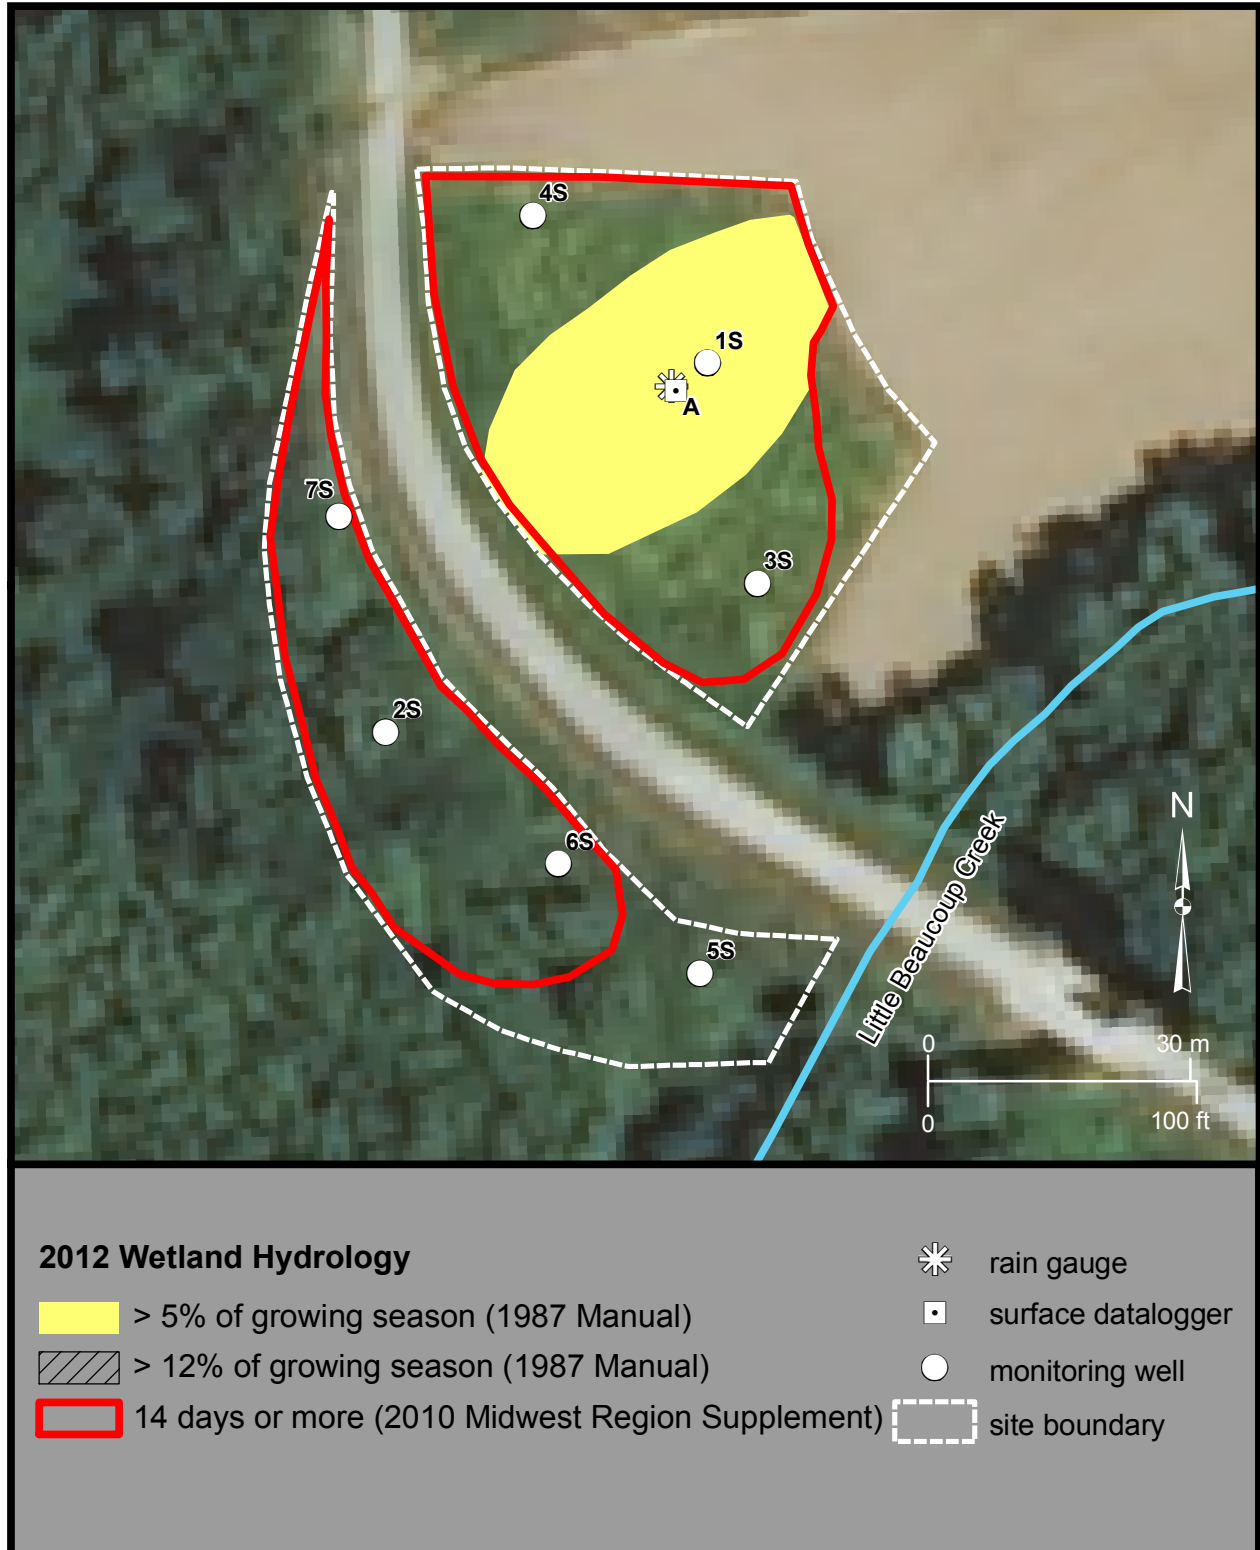 4S
1S
A
7S
3S
2S
6S
5S
Little Beaucoup Creek
N
0
30 m
0
100 ft
2012 Wetland Hydrology
> 5% of growing season (1987 Manual)
> 12% of growing season (1987 Manual)
14 days or more (2010 Midwest Region Supplement)
rain gauge
surface datalogger
monitoring well
site boundary